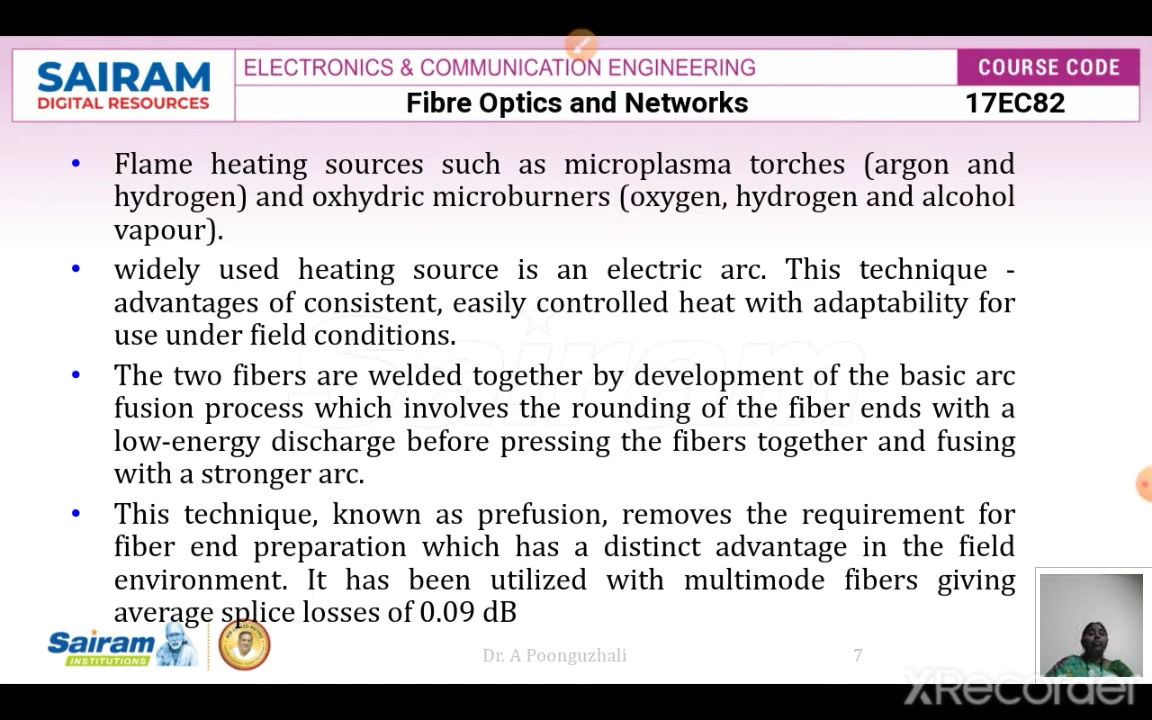 SAIRAM
DIGITAL RESOURCES
ELECTRONICS & COMMUNICATION ENGINEERING
COURSE CODE
Fibre Optics and Networks
17EC82
• Flame heating sources such as microplasma torches (argon and
hydrogen) and oxhydric microburners (oxygen, hydrogen and alcohol
vapour).
• widely used heating source is an electric arc. This technique -
advantages of consistent, easily controlled heat with adaptability for
use under field conditions.
• The two fibers are welded together by development of the basic arc
fusion process which involves the rounding of the fiber ends with a
low-energy discharge before pressing the fibers together and fusing
with a stronger arc.
• This technique, known as prefusion, removes the requirement for
fiber end preparation which has a distinct advantage in the field
environment. It has been utilized with multimode fibers giving
average splice losses of 0.09 dB
Sairam
Sairam
INSTITUTIONS
Dr. A Poonguzhali
7
XRecorder